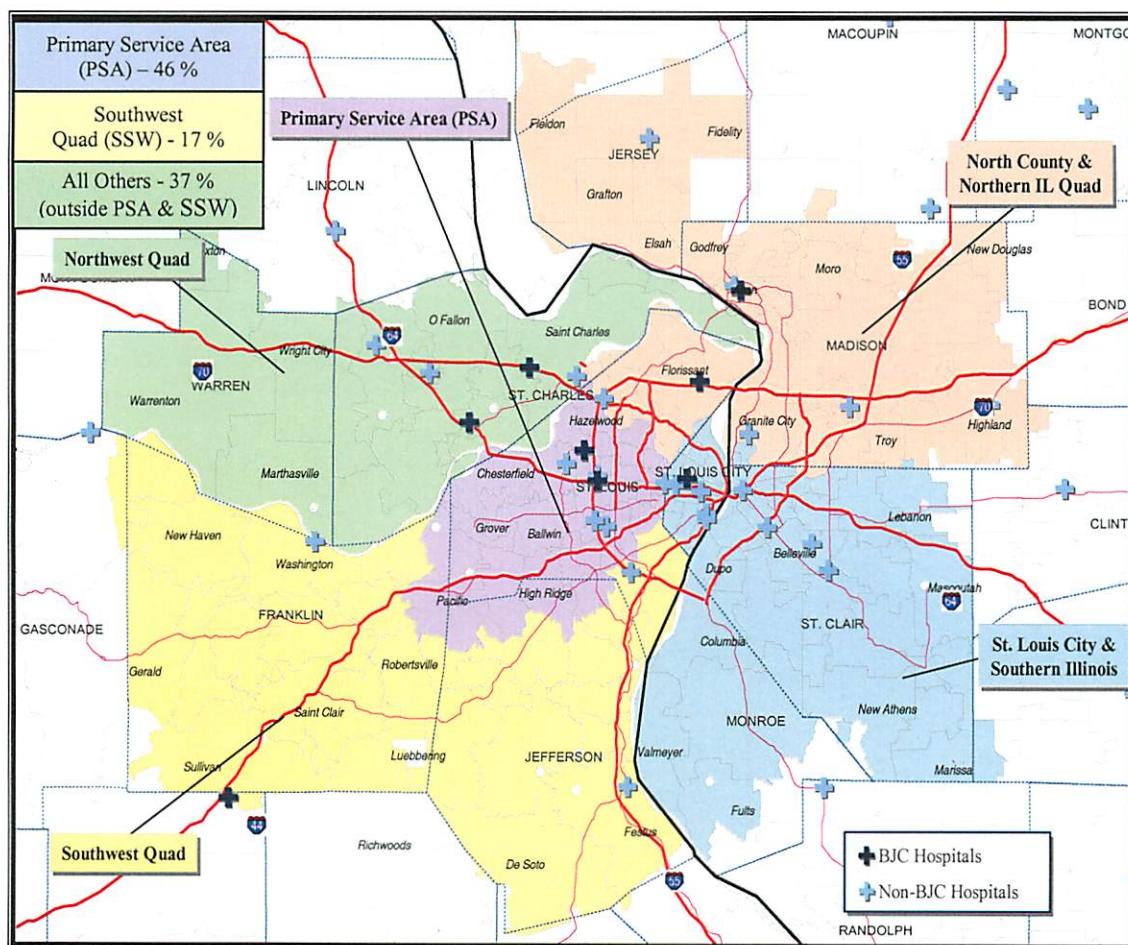 Primary Service Area
(PSA) – 46 %
Southwest
Quad (SSW) - 17 %
All Others - 37 %
(outside PSA & SSW)
Primary Service Area (PSA)
North County &
Northern IL Quad
Northwest Quad
St. Louis City &
Southern Illinois
Southwest Quad
MACOUPIN
Fieldon
Fidelity
JERSEY
LINCOLN
Grafton
Elsah
Godfrey
New Douglas
Moro
55
BOND
O Fallon
Saint Charles
MADISON
64
Wright City
70
WARREN
Florissant
ST. CHARLES
Warrenton
Hazelwood
Granite City
70
Highland
Troy
Marthasville
Chesterfield
ST. LOUIS CITY
ST. LOUIS
Lebanon
Grover
Ballwin
New Haven
Washington
Belleville
Dupo
Mascoutah
64
Pacific
High Ridge
FRANKLIN
GASCONADE
ST. CLAIR
Columbia
Gerald
Robertsville
Saint Clair
New Athens
MONROE
Luebbering
JEFFERSON
Valmeyer
Sullivan
Marissa
Fults
44
Festus
Richwoods
De Soto
55
BJC Hospitals
Non-BJC Hospitals
RANDOLPH